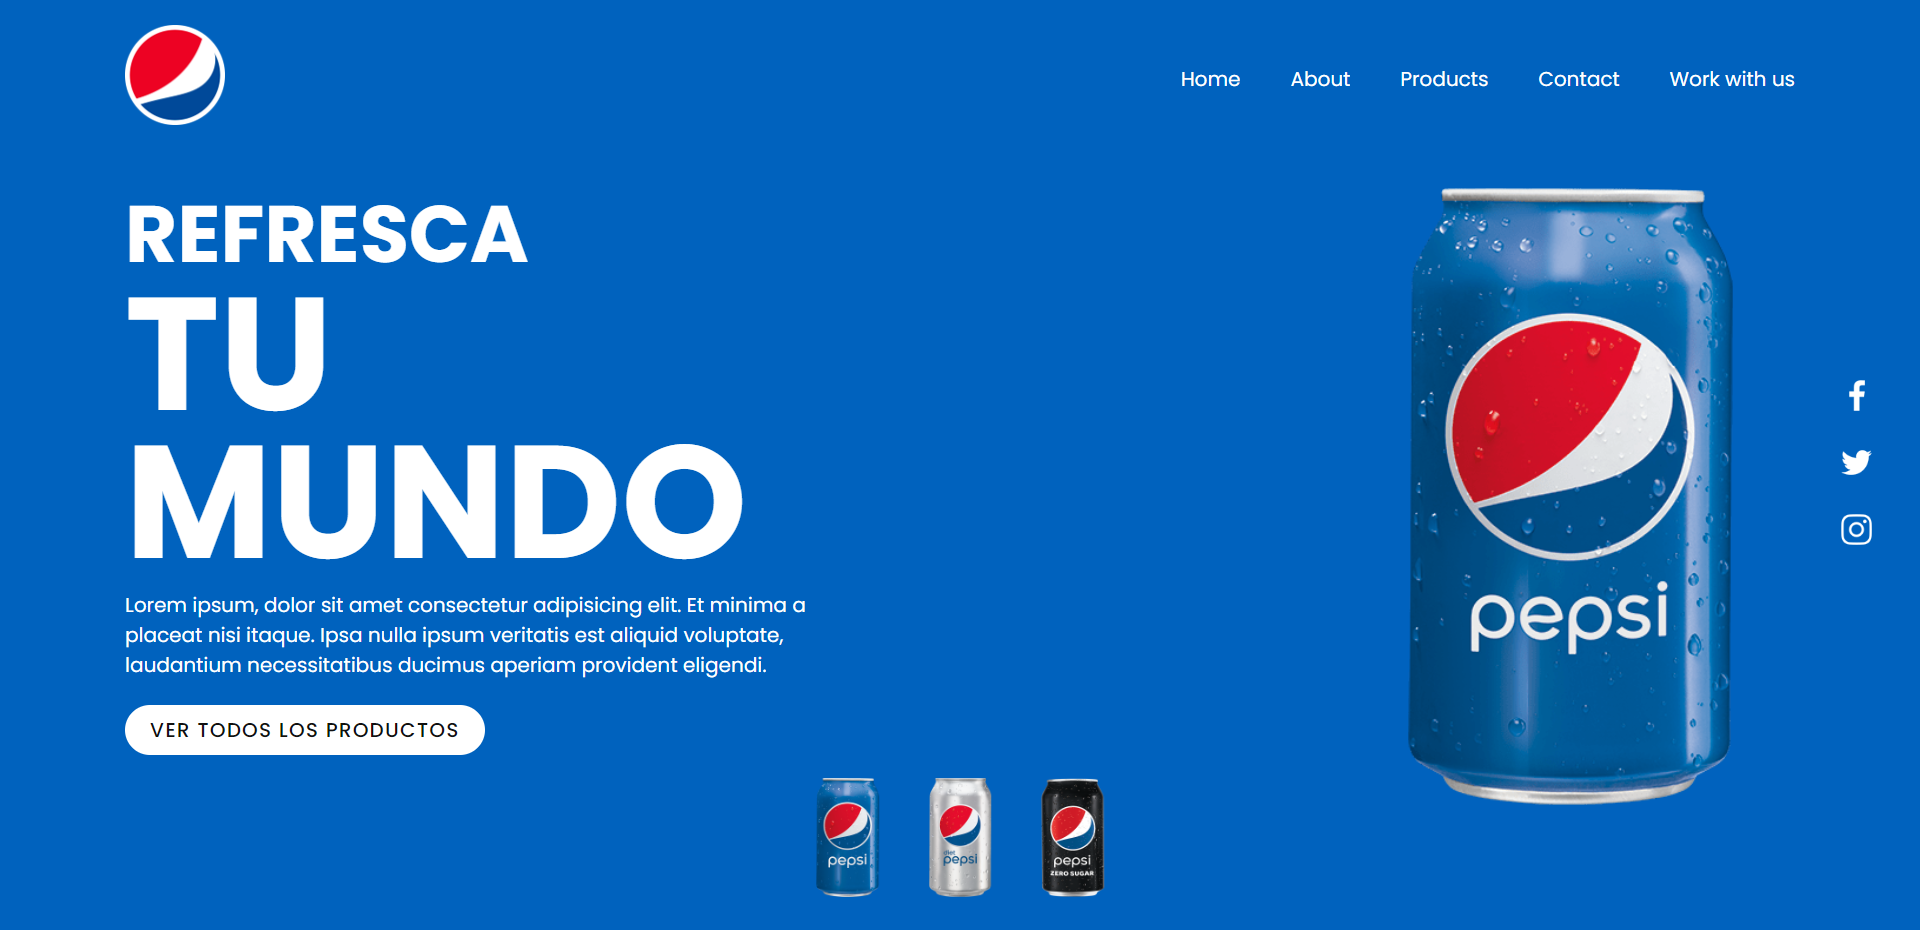 Home About Products Contact Work with us
REFRESCA
TU
MUNDO
Lorem ipsum, dolor sit amet consectetur adipisicing elit. Et minima a
placeat nisi itaque. Ipsa nulla ipsum veritatis est aliquid voluptate,
laudantium necessitatibus ducimus aperiam provident eligendi.
VER TODOS LOS PRODUCTOS
pepsi
pepsi
diet
pepsi
pepsi
ZERO SUGAR